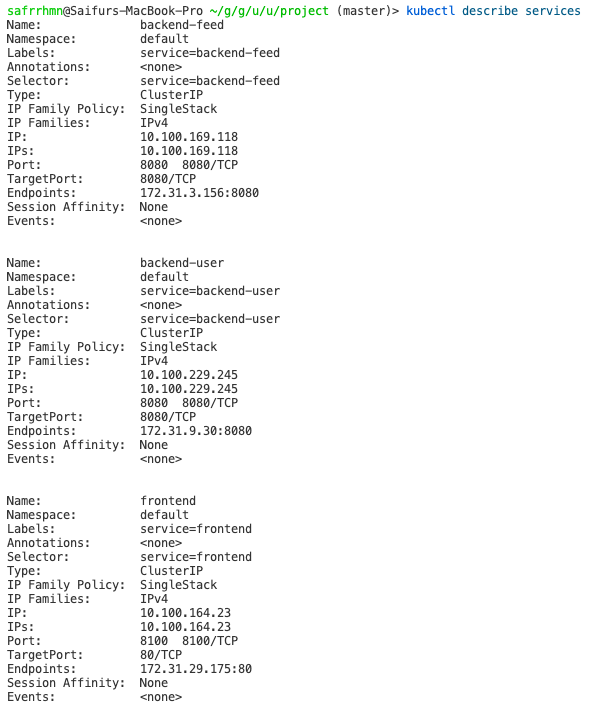 safrrhmn@Saifurs-MacBook-Pro ~/g/g/u/u/project (master)> kubectl describe services
Name:              backend-feed
Namespace:         default
Labels:            service=backend-feed
Annotations:       <none>
Selector:          service=backend-feed
Type:              ClusterIP
IP Family Policy:  SingleStack
IP Families:       IPv4
IP:                10.100.169.118
IPs:               10.100.169.118
Port:              8080  8080/TCP
TargetPort:        8080/TCP
Endpoints:         172.31.3.156:8080
Session Affinity:  None
Events:            <none>
Name:              backend-user
Namespace:         default
Labels:            service=backend-user
Annotations:       <none>
Selector:          service=backend-user
Type:              ClusterIP
IP Family Policy:  SingleStack
IP Families:       IPv4
IP:                10.100.229.245
IPs:               10.100.229.245
Port:              8080  8080/TCP
TargetPort:        8080/TCP
Endpoints:         172.31.9.30:8080
Session Affinity:  None
Events:            <none>
Name:              frontend
Namespace:         default
Labels:            service=frontend
Annotations:       <none>
Selector:          service=frontend
Type:              ClusterIP
IP Family Policy:  SingleStack
IP Families:       IPv4
IP:                10.100.164.23
IPs:               10.100.164.23
Port:              8100  8100/TCP
TargetPort:        80/TCP
Endpoints:         172.31.29.175:80
Session Affinity:  None
Events:            <none>